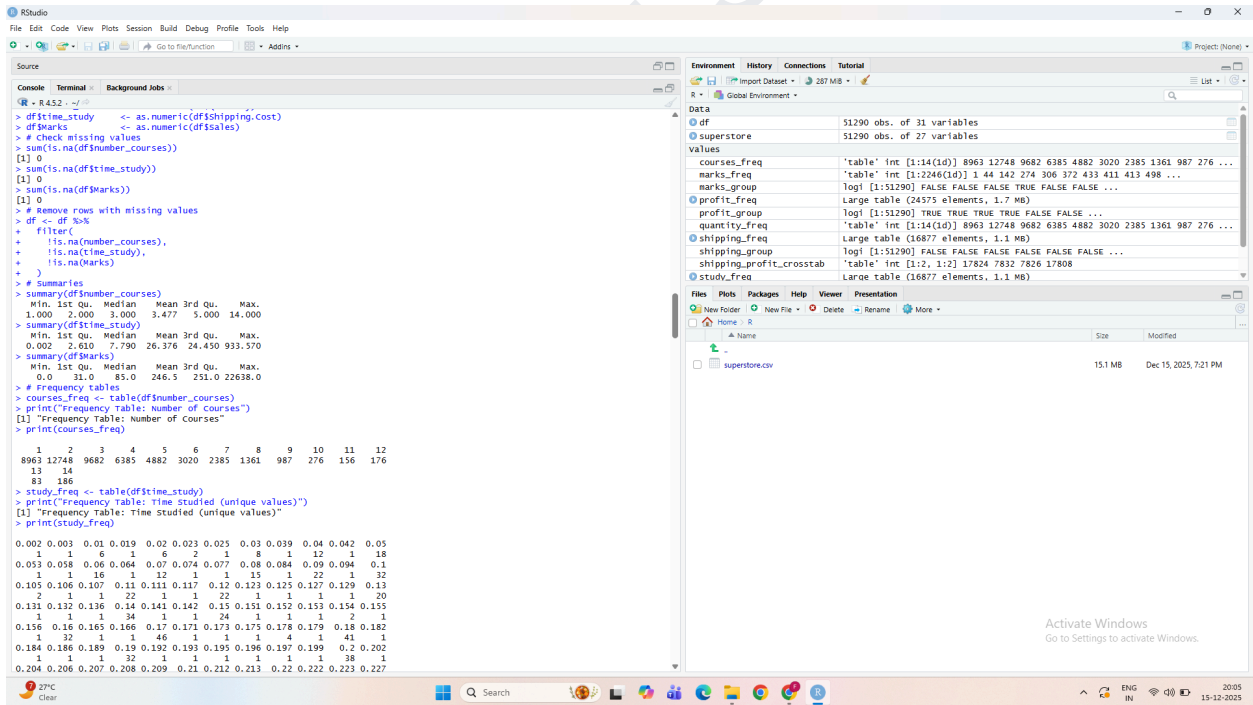 RStudio
File Edit Code View Plots Session Build Debug Profile Tools Help
Go to file/function Addins Project: (None)
Source
Console Terminal Background Jobs
R 4.5.2 · ~/
> df$time_study     <- as.numeric(df$Shipping.Cost)
> df$Marks          <- as.numeric(df$Sales)
> # Check missing values
> sum(is.na(df$number_courses))
[1] 0
> sum(is.na(df$time_study))
[1] 0
> sum(is.na(df$Marks))
[1] 0
> # Remove rows with missing values
> df <- df %>%
+   filter(
+     !is.na(number_courses),
+     !is.na(time_study),
+     !is.na(Marks)
+   )
> # Summaries
> summary(df$number_courses)
   Min. 1st Qu.  Median    Mean 3rd Qu.    Max.
  1.000   2.000   3.000   3.477   5.000  14.000
> summary(df$time_study)
   Min. 1st Qu.  Median    Mean 3rd Qu.    Max.
  0.002   2.610   7.790  26.376  24.450 933.570
> summary(df$Marks)
   Min. 1st Qu.  Median    Mean 3rd Qu.    Max.
    0.0    31.0    85.0   246.5   251.0 22638.0
> # Frequency tables
> courses_freq <- table(df$number_courses)
> print("Frequency Table: Number of Courses")
[1] "Frequency Table: Number of Courses"
> print(courses_freq)
    1     2     3     4     5     6     7     8     9    10    11    12
 8963 12748  9682  6385  4882  3020  2385  1361   987   276   156   176
   13    14
   83   186
> study_freq <- table(df$time_study)
> print("Frequency Table: Time Studied (unique values)")
[1] "Frequency Table: Time Studied (unique values)"
> print(study_freq)
0.002 0.003  0.01 0.019  0.02 0.023 0.025  0.03 0.039  0.04 0.042  0.05
    1     1     6     1     6     2     1     8     1    12     1    18
0.053 0.058  0.06 0.064  0.07 0.074 0.077  0.08 0.084  0.09 0.094   0.1
    1     1    16     1    12     1     1    15     1    22     1    32
0.105 0.106 0.107  0.11 0.111 0.117  0.12 0.123 0.125 0.127 0.129  0.13
    2     1     1    22     1     1    22     1     1     1     1    20
0.131 0.132 0.136  0.14 0.141 0.142  0.15 0.151 0.152 0.153 0.154 0.155
    1     1     1    34     1     1    24     1     1     1     2     1
0.156  0.16 0.165 0.166  0.17 0.171 0.173 0.175 0.178 0.179  0.18 0.182
    1    32     1     1    46     1     1     1     4     1    41     1
0.184 0.186 0.189  0.19 0.192 0.193 0.195 0.196 0.197 0.199   0.2 0.202
    1     1     1    32     1     1     1     1     1     1    38     1
0.204 0.206 0.207 0.208 0.209  0.21 0.212 0.213  0.22 0.222 0.223 0.227
Environment History Connections Tutorial
Import Dataset 287 MiB List
R Global Environment
Data
df 51290 obs. of 31 variables
superstore 51290 obs. of 27 variables
values
courses_freq 'table' int [1:14(1d)] 8963 12748 9682 6385 4882 3020 2385 1361 987 276 ...
marks_freq 'table' int [1:2246(1d)] 1 44 142 274 306 372 433 411 413 498 ...
marks_group logi [1:51290] FALSE FALSE FALSE TRUE FALSE FALSE ...
profit_freq Large table (24575 elements, 1.7 MB)
profit_group logi [1:51290] TRUE TRUE TRUE TRUE FALSE FALSE ...
quantity_freq 'table' int [1:14(1d)] 8963 12748 9682 6385 4882 3020 2385 1361 987 276 ...
shipping_freq Large table (16877 elements, 1.1 MB)
shipping_group logi [1:51290] FALSE FALSE FALSE FALSE FALSE FALSE ...
shipping_profit_crosstab 'table' int [1:2, 1:2] 17824 7832 7826 17808
study_freq Large table (16877 elements, 1.1 MB)
Files Plots Packages Help Viewer Presentation
New Folder New File Delete Rename More
Home R
Name Size Modified
..
superstore.csv 15.1 MB Dec 15, 2025, 7:21 PM
Activate Windows
Go to Settings to activate Windows.
7
27°C
Clear
Search
ENG
IN
20:05
15-12-2025